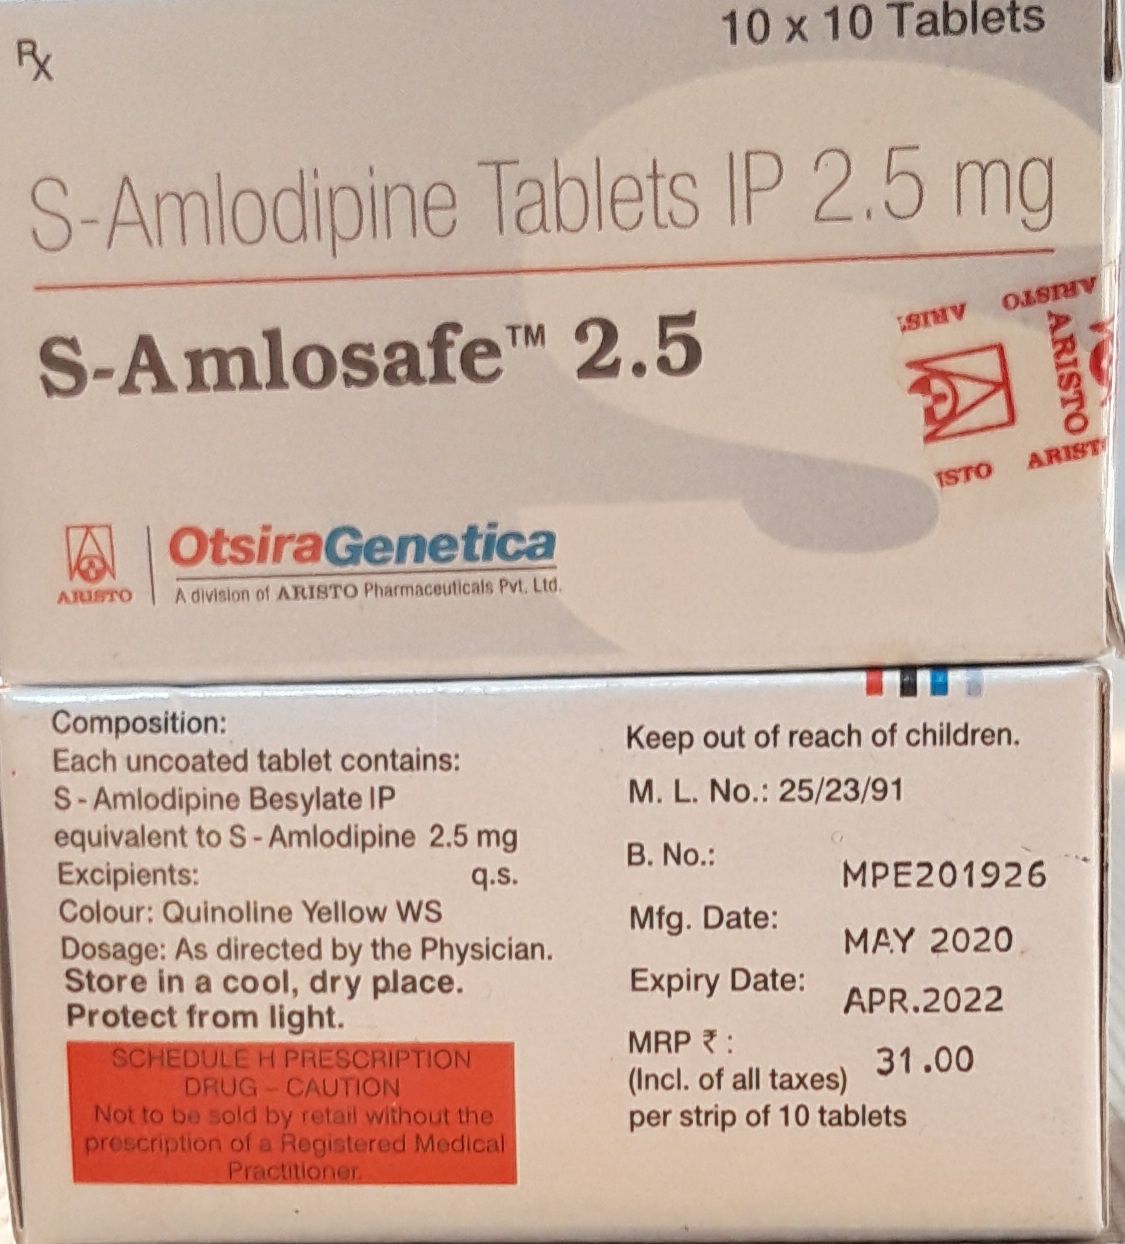 10 x 10 Tablets
Rx
S-Amlodipine Tablets IP 2.5 mg
S-Amlosafe™ 2.5
ARISTO
ARISTO
ARISTO
ARISTO
OtsiraGenetica
A division of ARISTO Pharmaceuticals Pvt. Ltd.
ARISTO
Composition:
Each uncoated tablet contains:
S - Amlodipine Besylate IP
equivalent to S - Amlodipine 2.5 mg
Excipients: q.s.
Colour: Quinoline Yellow WS
Dosage: As directed by the Physician.
Store in a cool, dry place.
Protect from light.
SCHEDULE H PRESCRIPTION
DRUG – CAUTION
Not to be sold by retail without the
prescription of a Registered Medical
Practitioner.
Keep out of reach of children.
M. L. No.: 25/23/91
B. No.: MPE201926
Mfg. Date: MAY 2020
Expiry Date: APR.2022
MRP ₹ : 31.00
(Incl. of all taxes)
per strip of 10 tablets